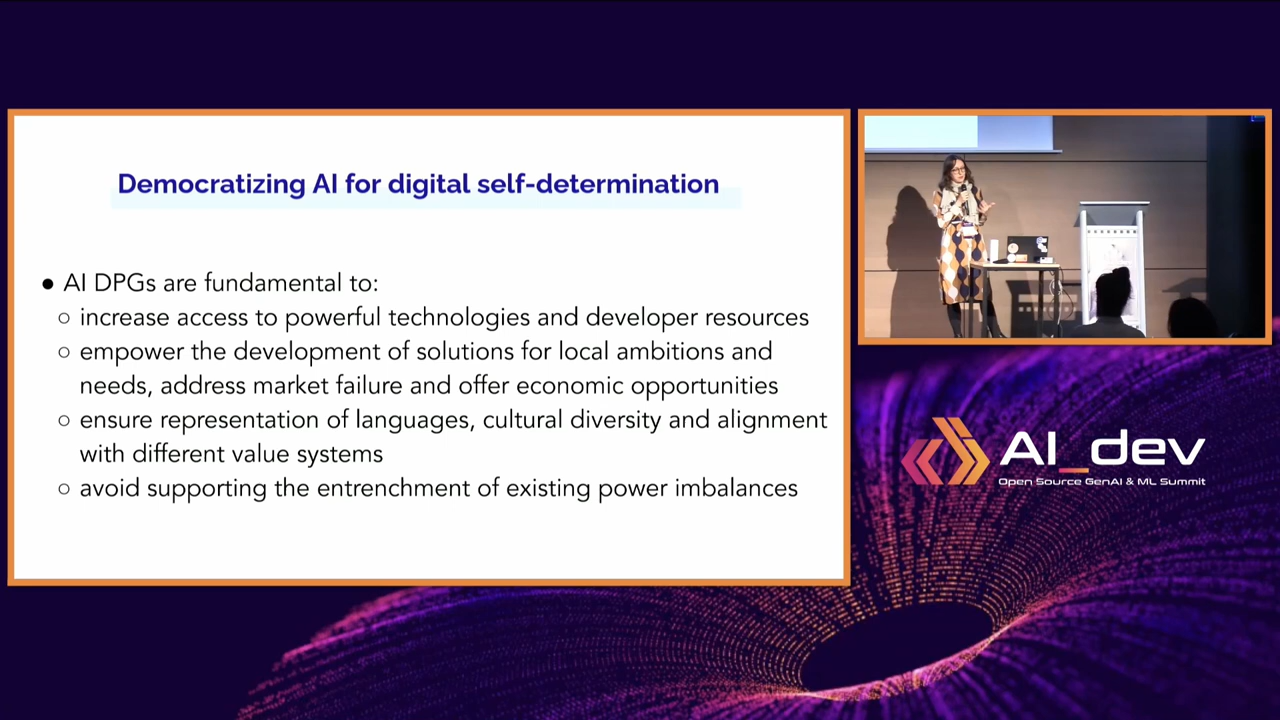 Democratizing AI for digital self-determination
● AI DPGs are fundamental to:
○ increase access to powerful technologies and developer resources
○ empower the development of solutions for local ambitions and
needs, address market failure and offer economic opportunities
○ ensure representation of languages, cultural diversity and alignment
with different value systems
○ avoid supporting the entrenchment of existing power imbalances
AI_dev
Open Source GenAI & ML Summit